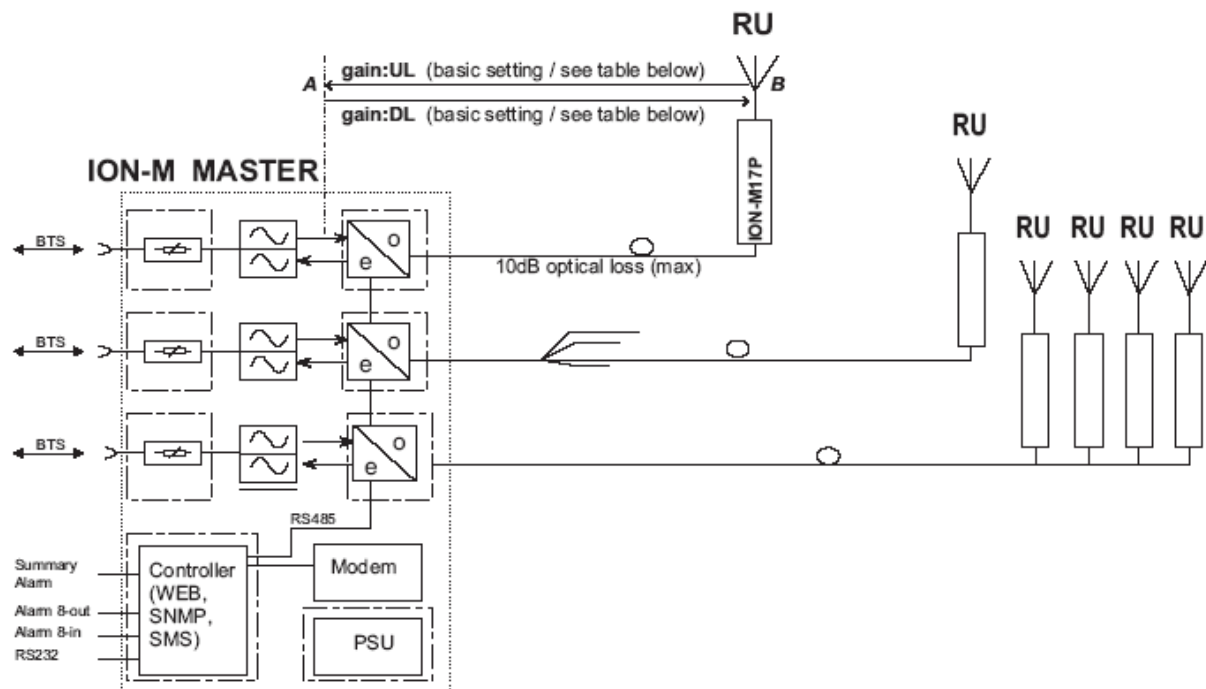 RU
A gain:UL (basic setting / see table below) B
gain:DL (basic setting / see table below)
RU
ION-M MASTER
ION-M17P
RU RU RU RU
BTS
o
e
10dB optical loss (max)
BTS
o
e
BTS
o
e
RS485
Summary
Alarm
Alarm 8-out
Alarm 8-in
RS232
Controller
(WEB,
SNMP,
SMS)
Modem
PSU